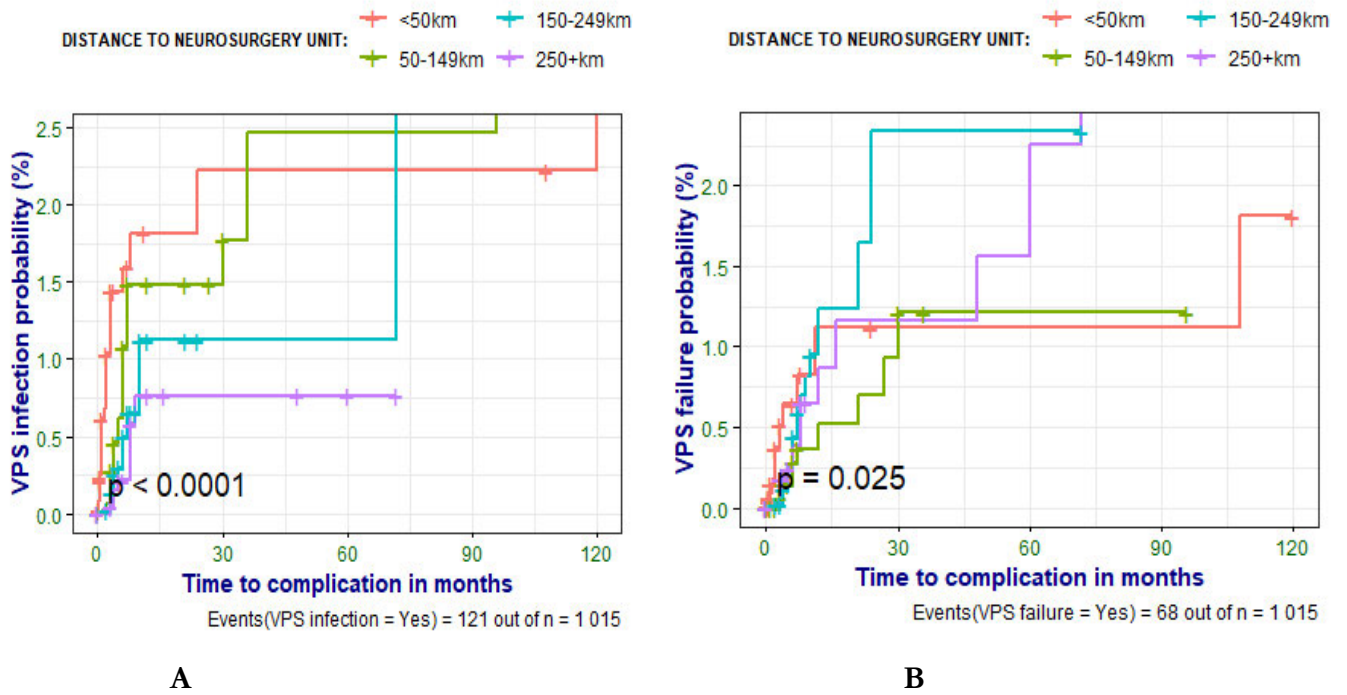 DISTANCE TO NEUROSURGERY UNIT:
<50km
150-249km
50-149km
250+km
VPS infection probability (%)
2.5
2.0
1.5
1.0
0.5
0.0
p < 0.0001
0 30 60 90 120
Time to complication in months
Events(VPS infection = Yes) = 121 out of n = 1 015
A
DISTANCE TO NEUROSURGERY UNIT:
<50km
150-249km
50-149km
250+km
VPS failure probability (%)
2.0
1.5
1.0
0.5
0.0
p = 0.025
0 30 60 90 120
Time to complication in months
Events(VPS failure = Yes) = 68 out of n = 1 015
B